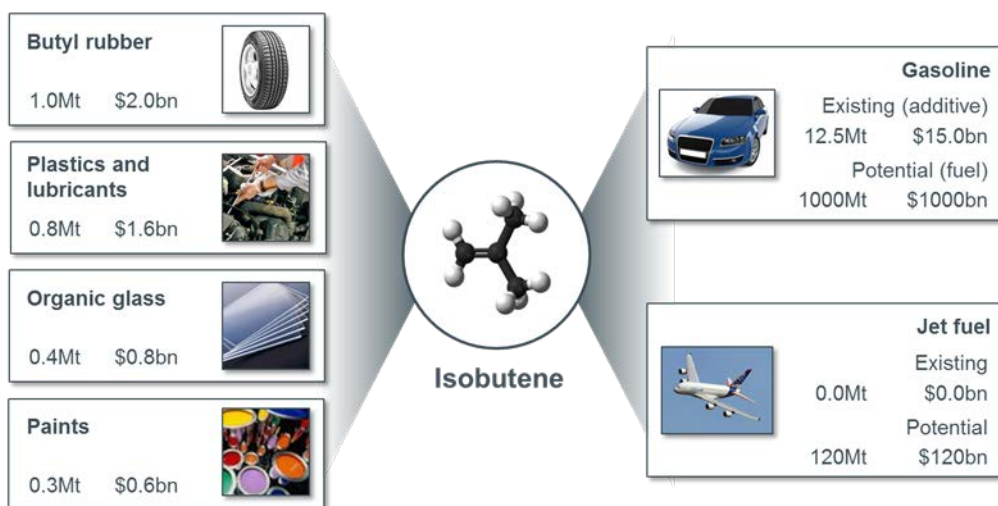 Butyl rubber
1.0Mt $2.0bn
Plastics and
lubricants
0.8Mt $1.6bn
Organic glass
0.4Mt $0.8bn
Paints
0.3Mt $0.6bn
Isobutene
Gasoline
Existing (additive)
12.5Mt $15.0bn
Potential (fuel)
1000Mt $1000bn
Jet fuel
Existing
0.0Mt $0.0bn
Potential
120Mt $120bn